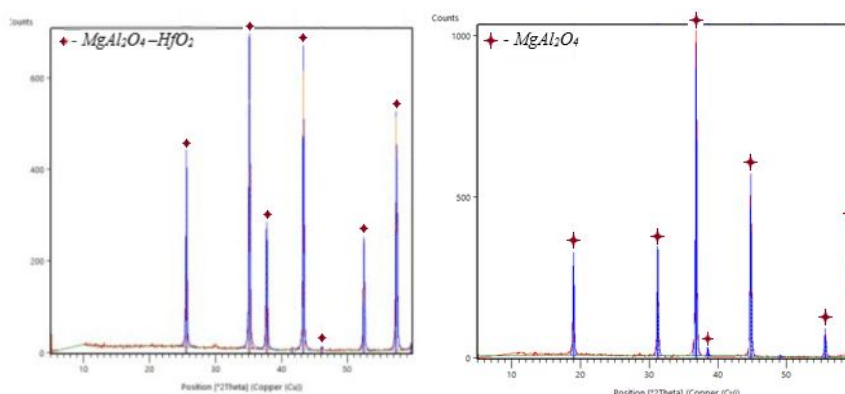 Counts
- MgAl₂O₄–HfO₂
600
400
200
0
10 20 30 40 50
Position [°2Theta] (Copper (Cu))
Counts
- MgAl₂O₄
1000
500
0
10 20 30 40 50
Position [°2Theta] (Copper (Cu))